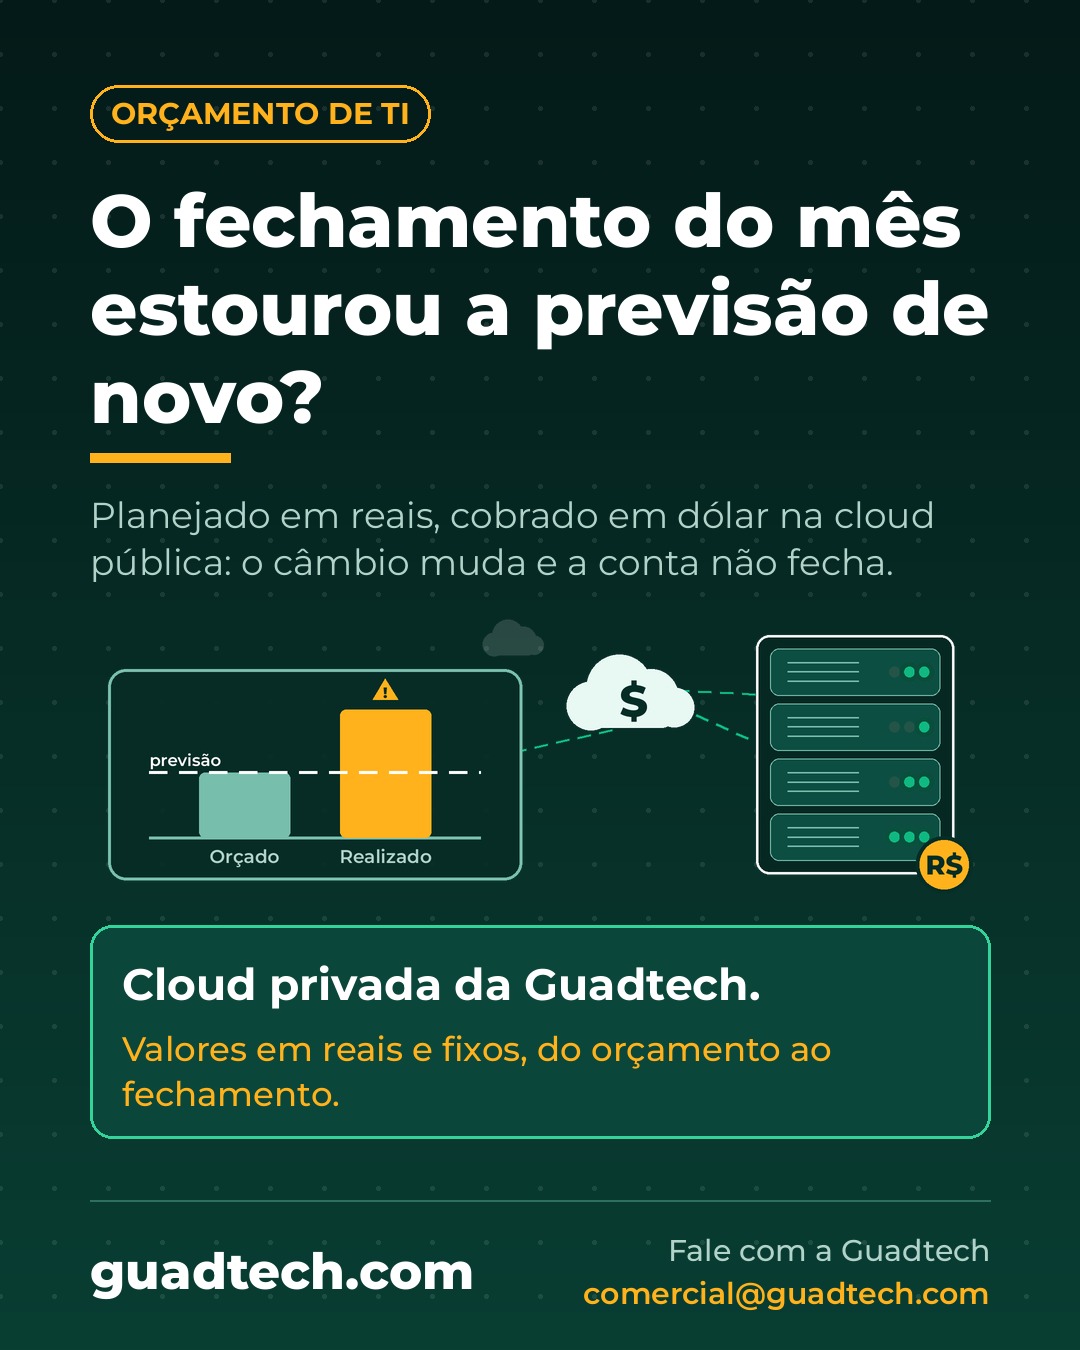 ORÇAMENTO DE TI
O fechamento do mês
estourou a previsão de
novo?
Planejado em reais, cobrado em dólar na cloud
pública: o câmbio muda e a conta não fecha.
previsão
Orçado
Realizado
$
R$
Cloud privada da Guadtech.
Valores em reais e fixos, do orçamento ao
fechamento.
guadtech.com
Fale com a Guadtech
comercial@guadtech.com